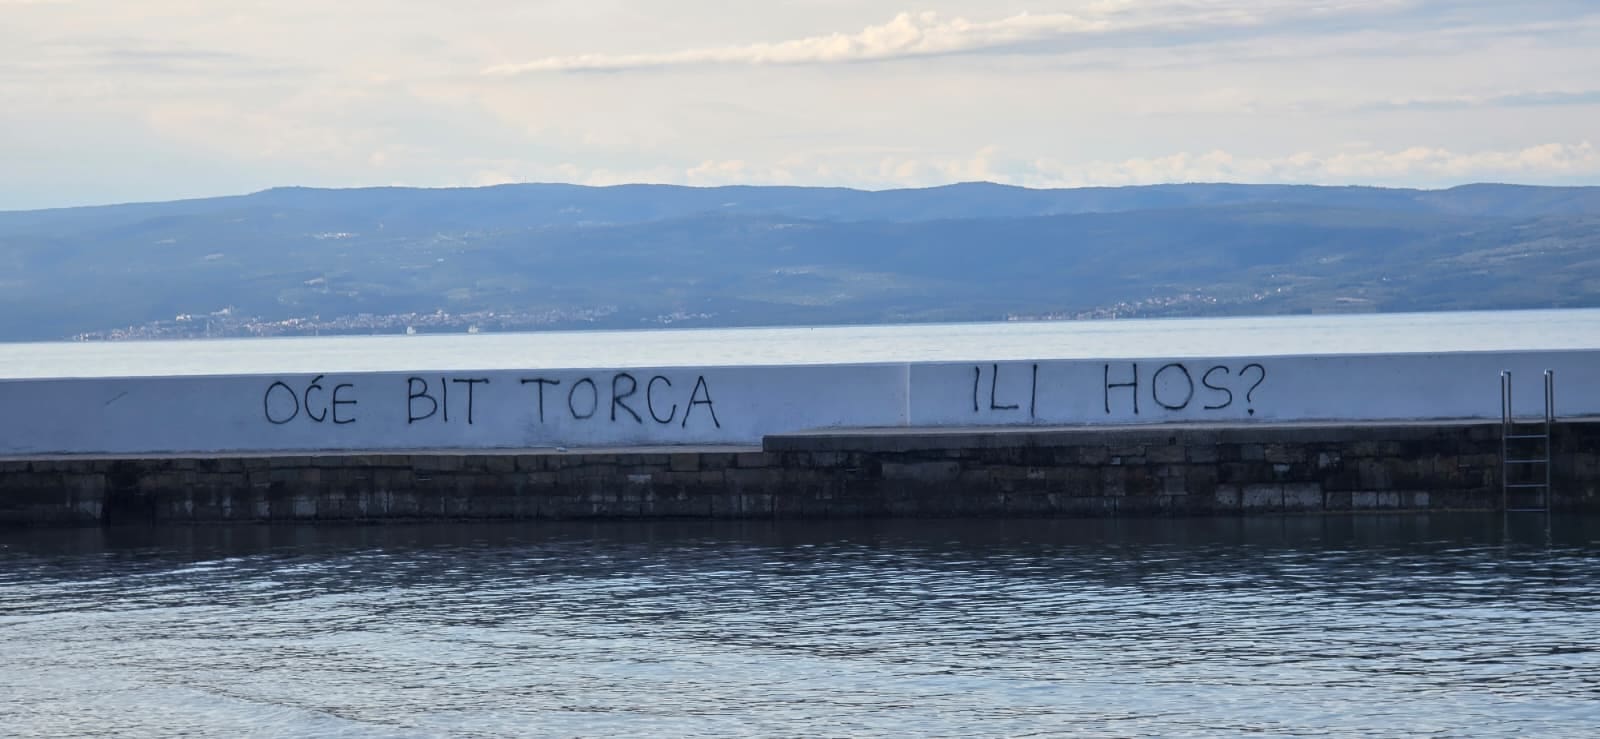 OĆE BIT TORCA ILI HOS?